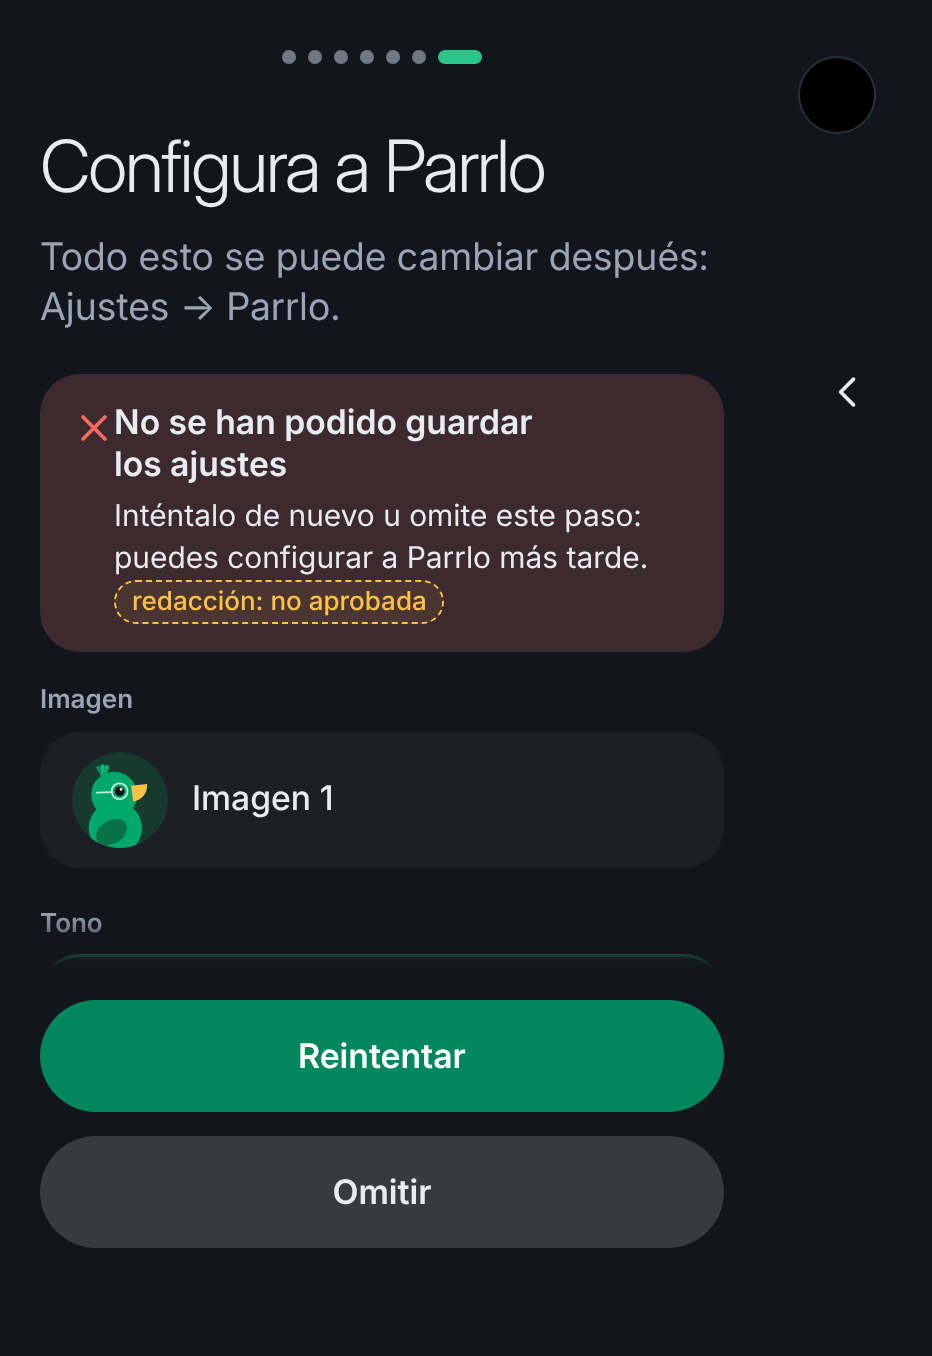 Configura a Parrlo
Todo esto se puede cambiar después:
Ajustes → Parrlo.
No se han podido guardar
los ajustes
Inténtalo de nuevo u omite este paso:
puedes configurar a Parrlo más tarde.
redacción: no aprobada
Imagen
Imagen 1
Tono
Reintentar
Omitir